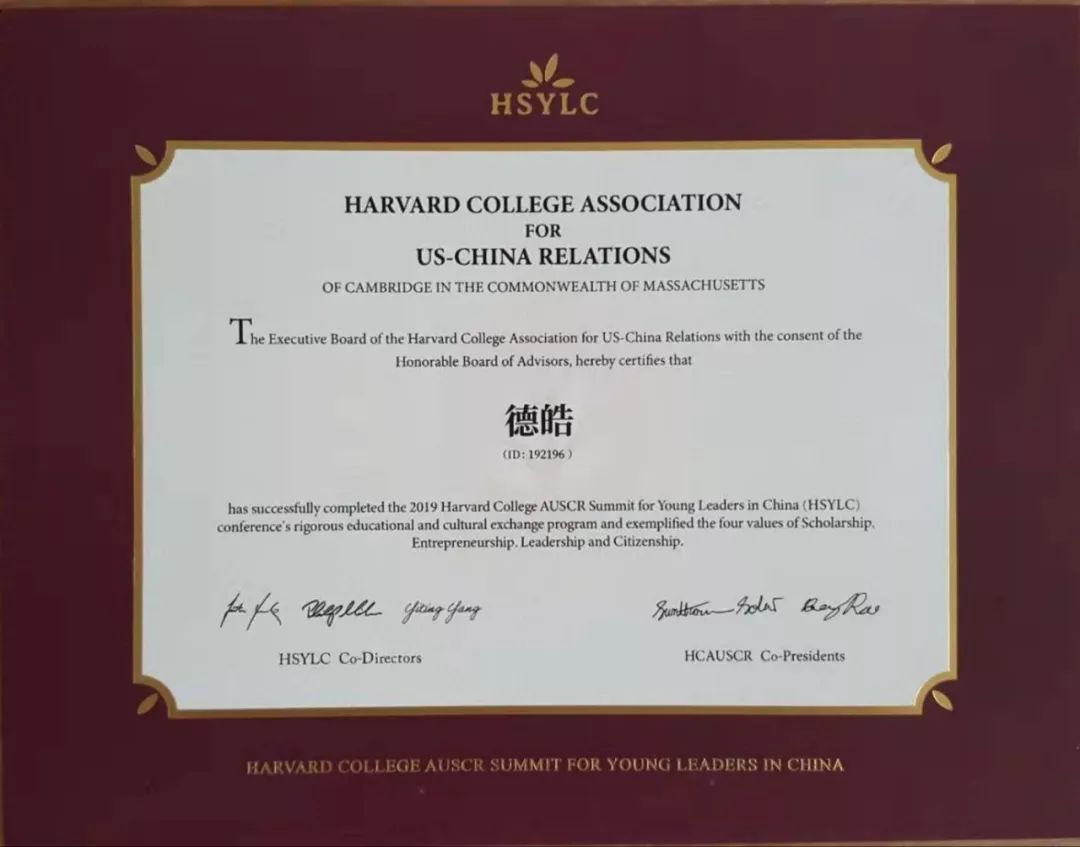 HSYLC
HARVARD COLLEGE ASSOCIATION
FOR
US-CHINA RELATIONS
OF CAMBRIDGE IN THE COMMONWEALTH OF MASSACHUSETTS
The Executive Board of the Harvard College Association for US-China Relations with the consent of the
Honorable Board of Advisors, hereby certifies that
德皓
(ID: 192196 )
has successfully completed the 2019 Harvard College AUSCR Summit for Young Leaders in China (HSYLC)
conference's rigorous educational and cultural exchange program and exemplified the four values of Scholarship,
Entrepreneurship. Leadership and Citizenship.
Yiting Yang
HSYLC Co-Directors
HCAUSCR Co-Presidents
HARVARD COLLEGE AUSCR SUMMIT FOR YOUNG LEADERS IN CHINA